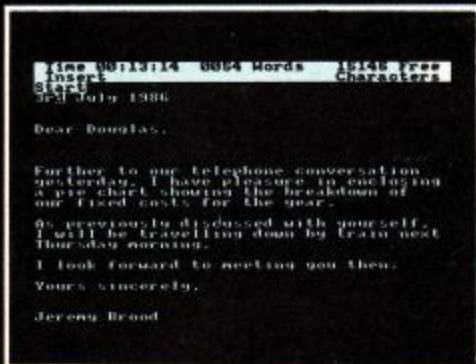 Time 00:13:14 0054 Words 15145 Free
Insert Characters
Start
3rd July 1986
Dear Douglas,
Further to our telephone conversation
yesterday, I have pleasure in enclosing
a pie chart showing the breakdown of
our fixed costs for the year.
As previously disdussed with yourself,
I will be travelling down by train next
Thursday morning.
I look forward to meeting you then.
Yours sincerely,
Jeremy Brood